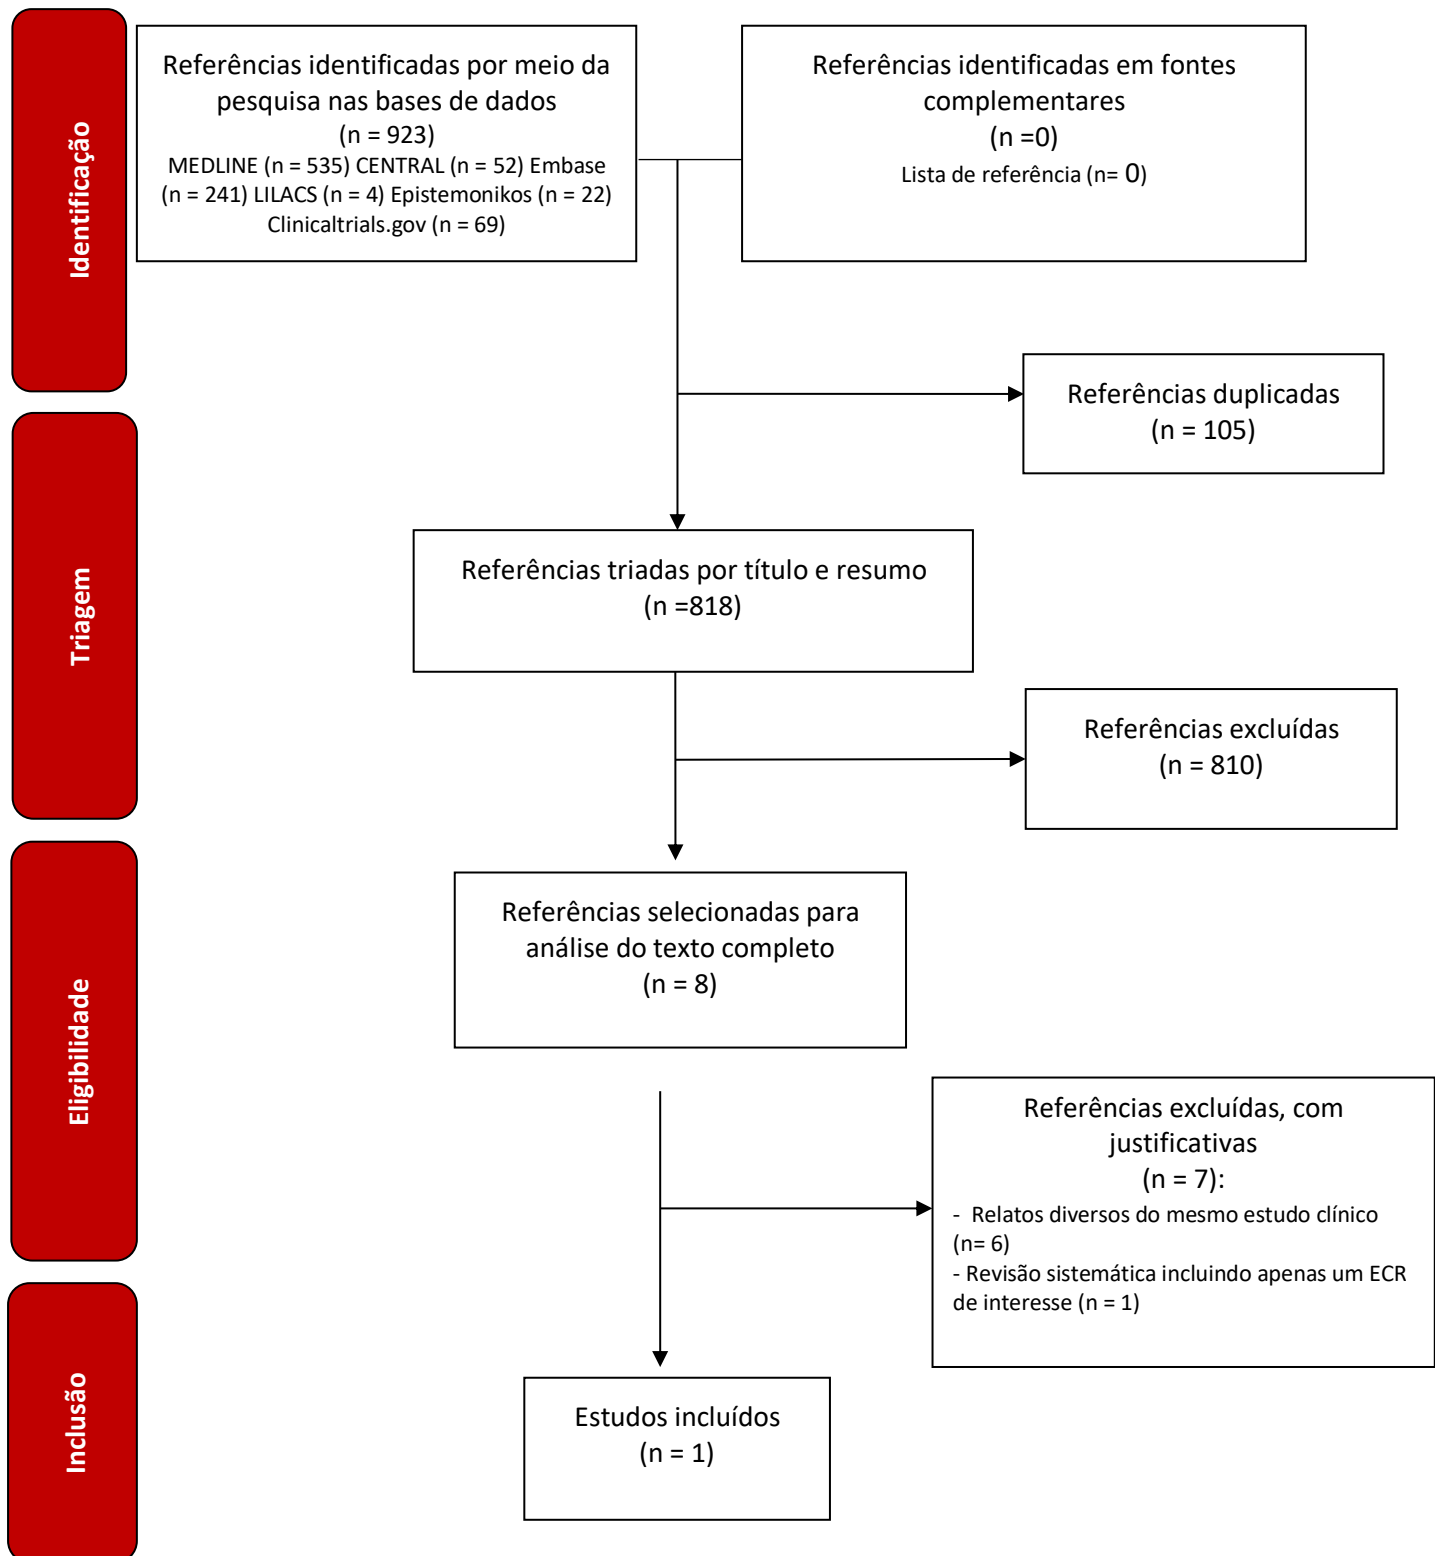 Identificação
Referências identificadas por meio da
pesquisa nas bases de dados
(n = 923)
MEDLINE (n = 535) CENTRAL (n = 52) Embase
(n = 241) LILACS (n = 4) Epistemonikos (n = 22)
Clinicaltrials.gov (n = 69)
Referências identificadas em fontes
complementares
(n =0)
Lista de referência (n= 0)
Referências duplicadas
(n = 105)
Triagem
Referências triadas por título e resumo
(n =818)
Referências excluídas
(n = 810)
Eligibilidade
Referências selecionadas para
análise do texto completo
(n = 8)
Referências excluídas, com
justificativas
(n = 7):
- Relatos diversos do mesmo estudo clínico
(n= 6)
- Revisão sistemática incluindo apenas um ECR
de interesse (n = 1)
Inclusão
Estudos incluídos
(n = 1)